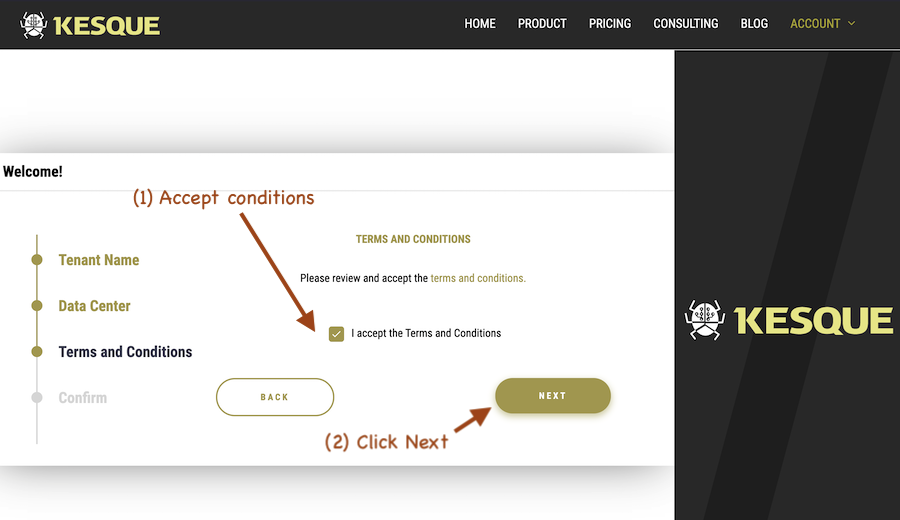 KESQUE
HOME PRODUCT PRICING CONSULTING BLOG ACCOUNT
Welcome!
(1) Accept conditions
TERMS AND CONDITIONS
Tenant Name
Please review and accept the terms and conditions.
Data Center
I accept the Terms and Conditions
Terms and Conditions
Confirm
BACK
NEXT
(2) Click Next
KESQUE